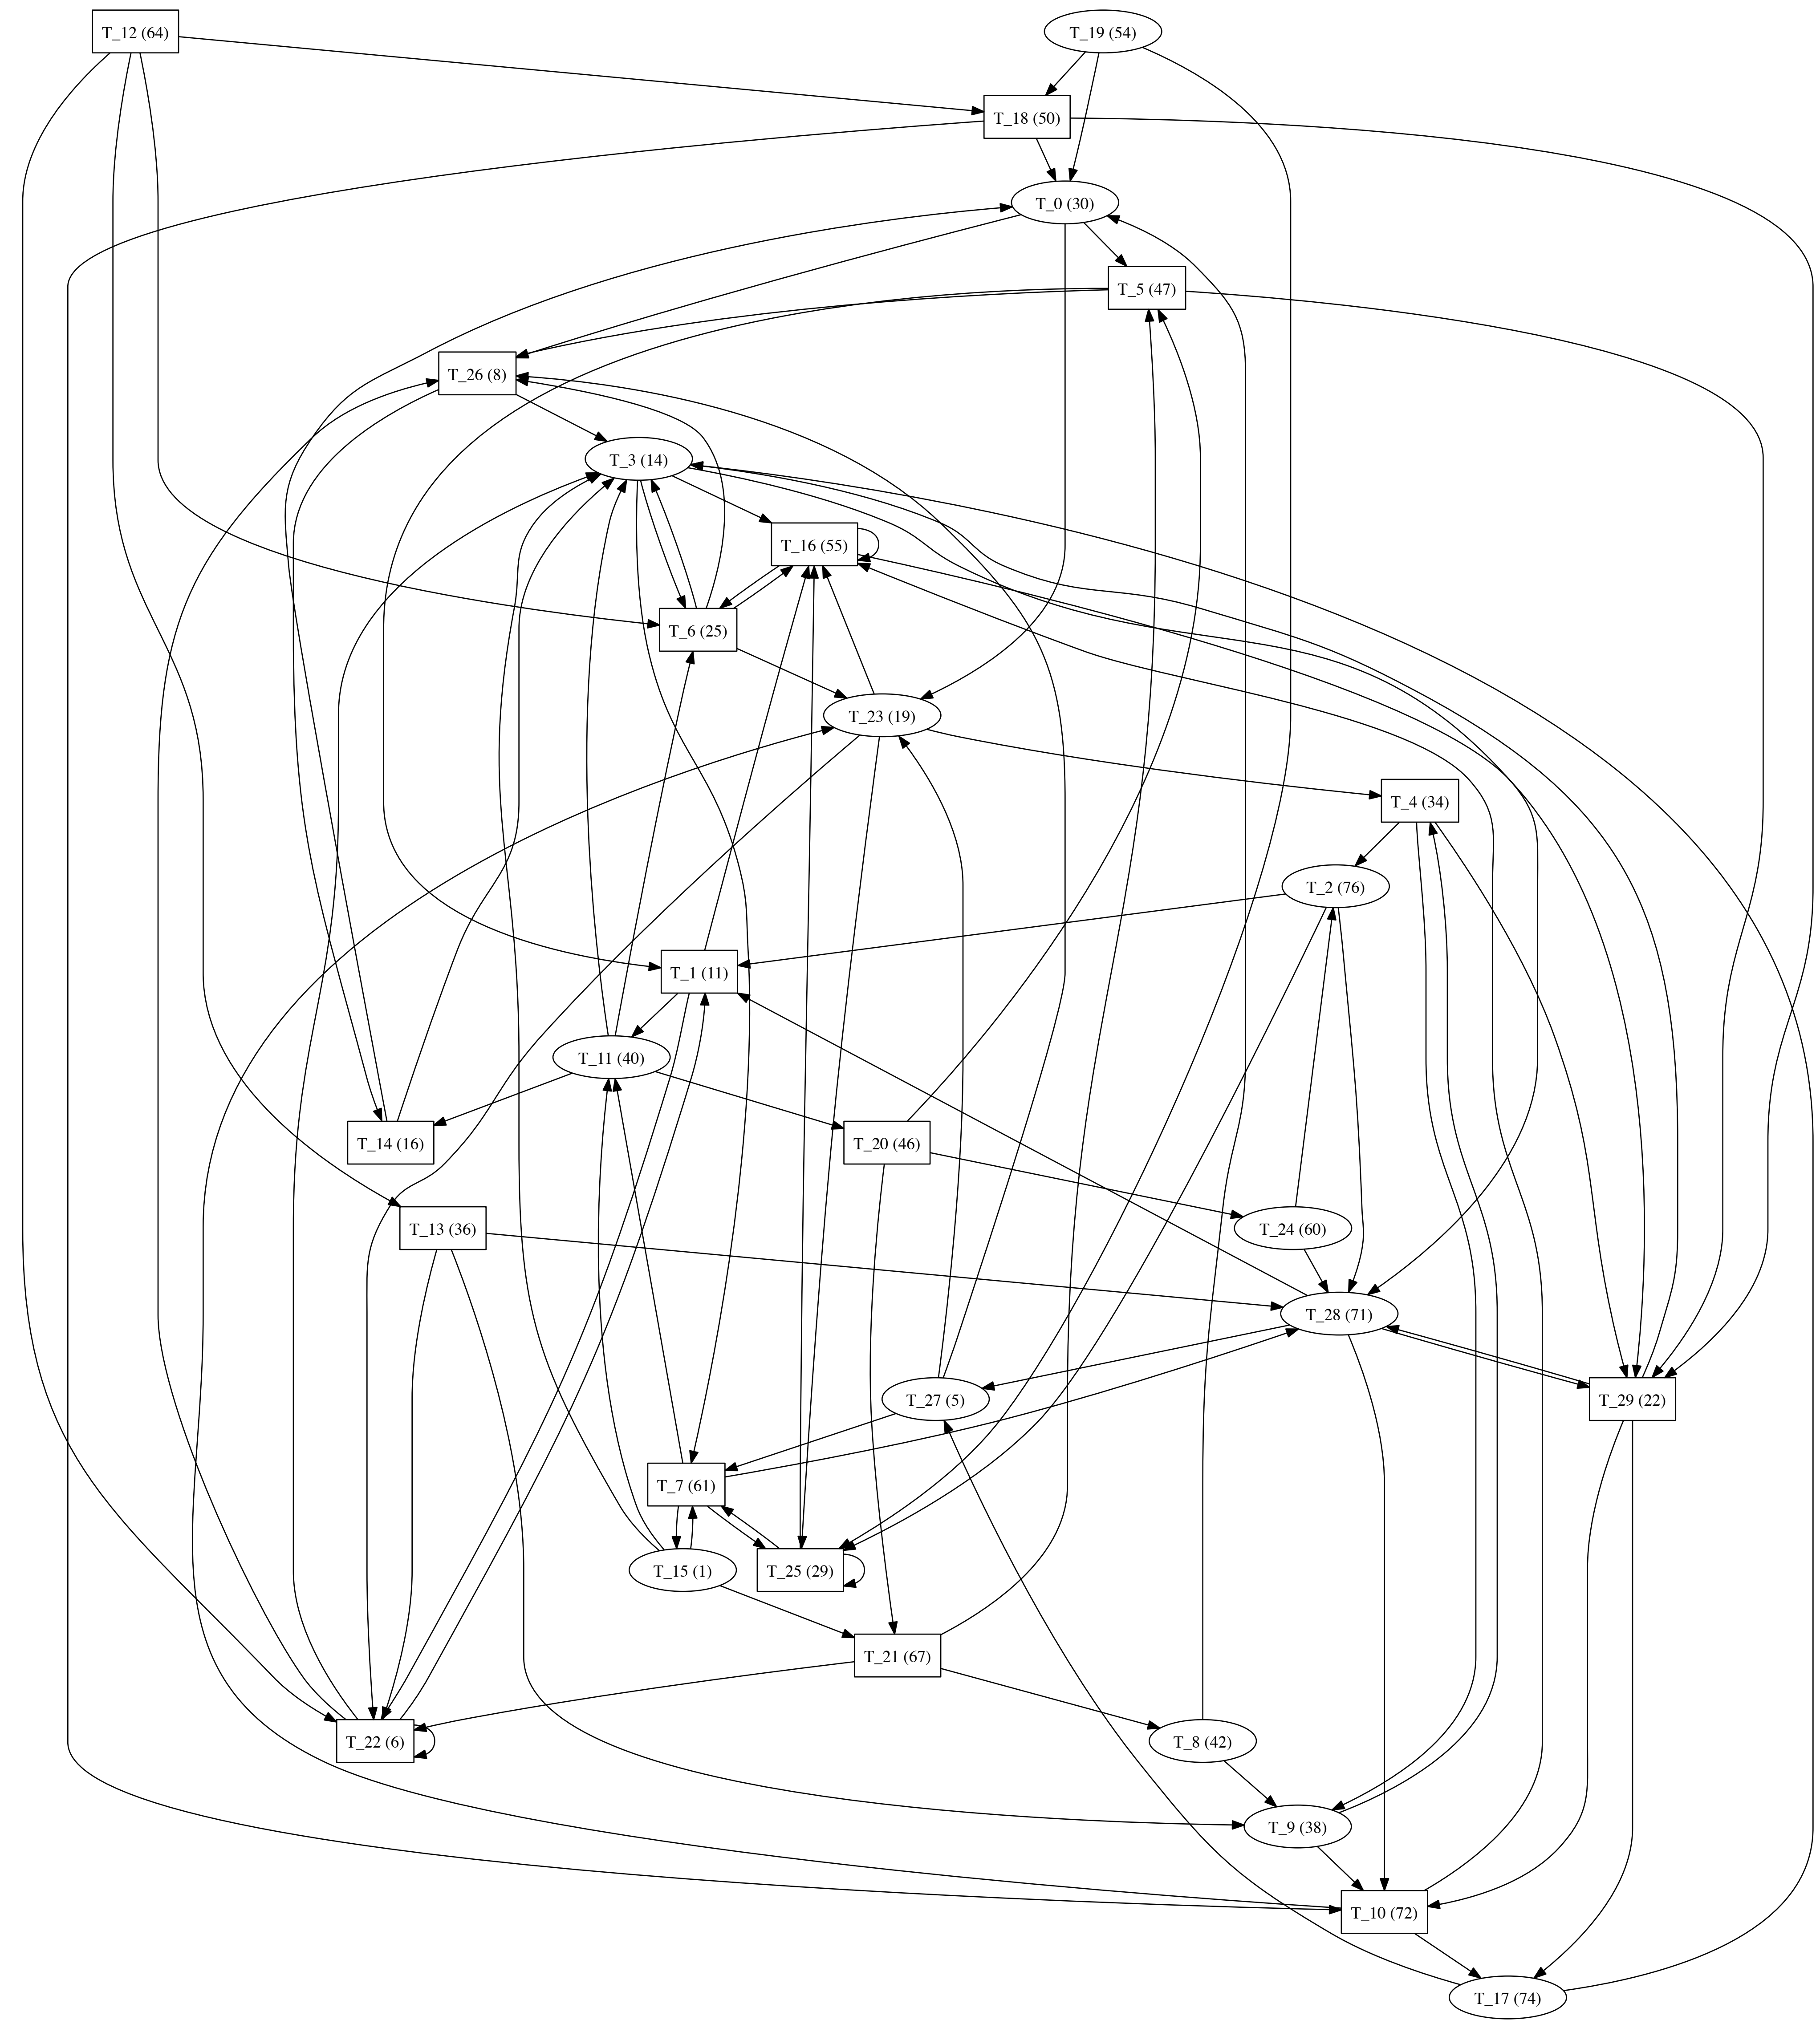 T_12 (64)
T_19 (54)
T_18 (50)
T_0 (30)
T_5 (47)
T_26 (8)
T_3 (14)
T_16 (55)
T_6 (25)
T_23 (19)
T_4 (34)
T_2 (76)
T_1 (11)
T_11 (40)
T_14 (16)
T_20 (46)
T_13 (36)
T_24 (60)
T_28 (71)
T_27 (5)
T_29 (22)
T_7 (61)
T_15 (1)
T_25 (29)
T_21 (67)
T_22 (6)
T_8 (42)
T_9 (38)
T_10 (72)
T_17 (74)